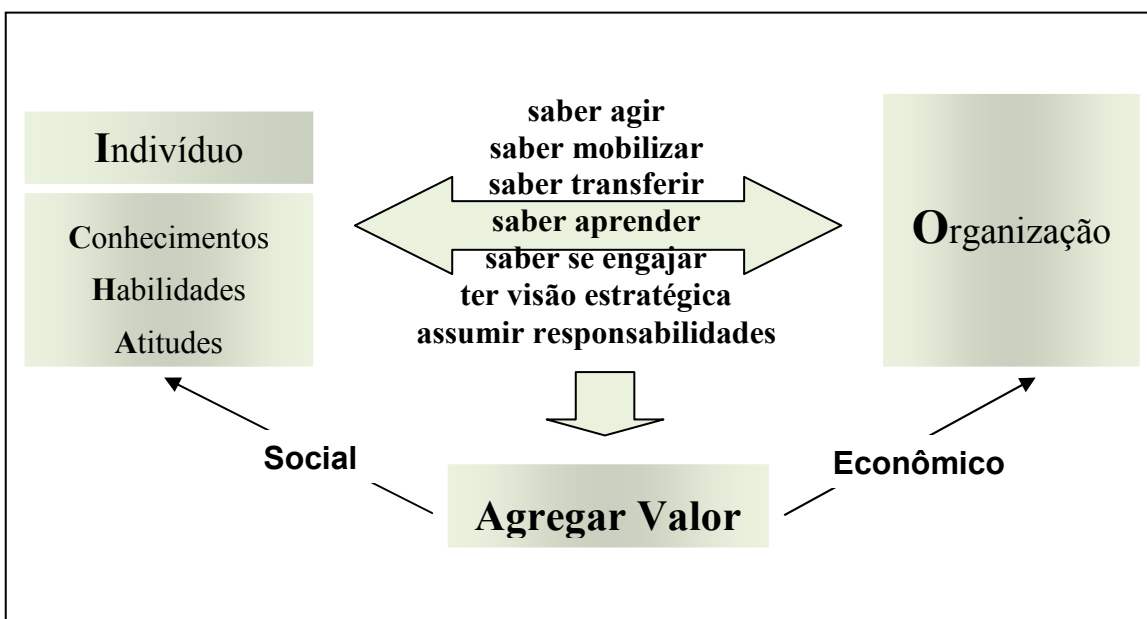 Indivíduo
Conhecimentos
Habilidades
Atitudes
saber agir
saber mobilizar
saber transferir
saber aprender
saber se engajar
ter visão estratégica
assumir responsabilidades
Organização
Social
Econômico
Agregar Valor